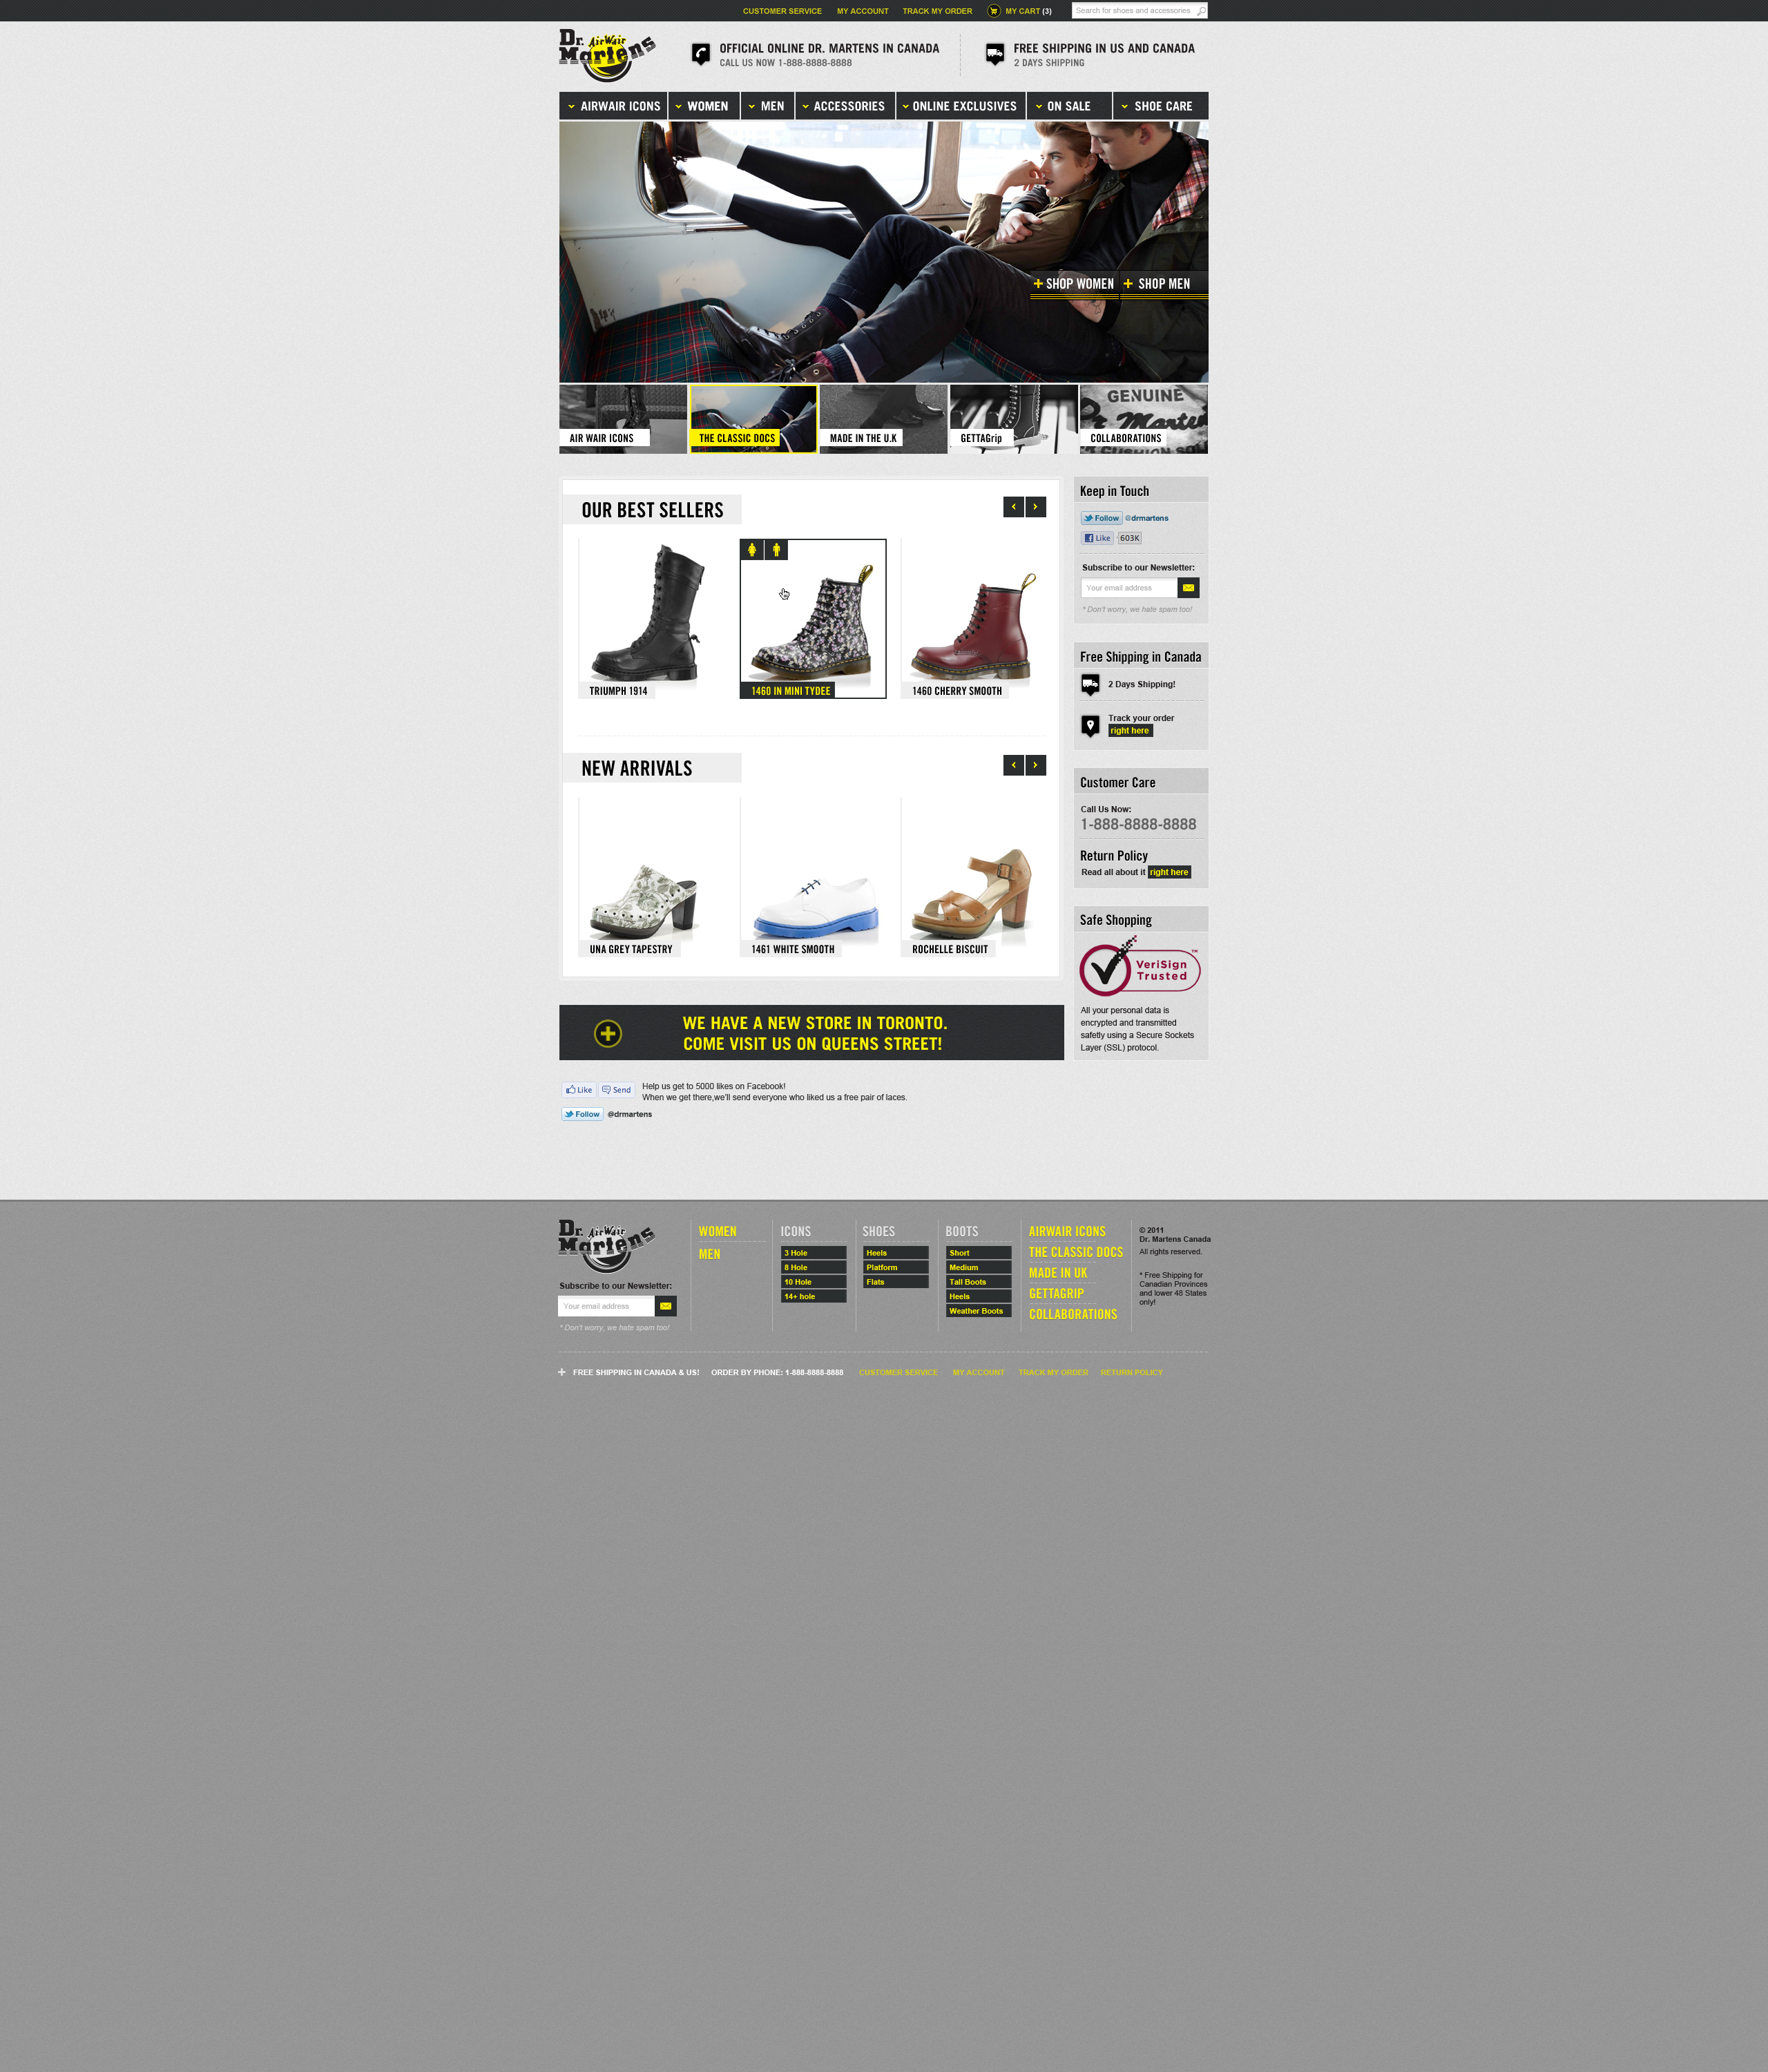 CUSTOMER SERVICE MY ACCOUNT TRACK MY ORDER MY CART (3) Search for shoes and accessories
Dr. AirWair
Martens
OFFICIAL ONLINE DR. MARTENS IN CANADA
CALL US NOW 1-888-8888-8888
FREE SHIPPING IN US AND CANADA
2 DAYS SHIPPING
AIRWAIR ICONS WOMEN MEN ACCESSORIES ONLINE EXCLUSIVES ON SALE SHOE CARE
SHOP WOMEN SHOP MEN
GENUINE
Dr. Martens
CUSHION SO
AIR WAIR ICONS THE CLASSIC DOCS MADE IN THE U.K GETTAGrip COLLABORATIONS
OUR BEST SELLERS
TRIUMPH 1914 1460 IN MINI TYDEE 1460 CHERRY SMOOTH
NEW ARRIVALS
UNA GREY TAPESTRY 1461 WHITE SMOOTH ROCHELLE BISCUIT
Keep in Touch
Follow @drmartens
Like 603K
Subscribe to our Newsletter:
Your email address
* Don't worry, we hate spam too!
Free Shipping in Canada
2 Days Shipping!
Track your order
right here
Customer Care
Call Us Now:
1-888-8888-8888
Return Policy
Read all about it right here
Safe Shopping
VeriSign
Trusted
TM
All your personal data is
encrypted and transmitted
safetly using a Secure Sockets
Layer (SSL) protocol.
WE HAVE A NEW STORE IN TORONTO.
COME VISIT US ON QUEENS STREET!
Like Send
Help us get to 5000 likes on Facebook!
When we get there,we'll send everyone who liked us a free pair of laces.
Follow @drmartens
Dr. AirWair
Martens
Subscribe to our Newsletter:
Your email address
* Don't worry, we hate spam too!
WOMEN
MEN
ICONS
3 Hole
8 Hole
10 Hole
14+ hole
SHOES
Heels
Platform
Flats
BOOTS
Short
Medium
Tall Boots
Heels
Weather Boots
AIRWAIR ICONS
THE CLASSIC DOCS
MADE IN UK
GETTAGRIP
COLLABORATIONS
© 2011
Dr. Martens Canada
All rights reserved.
* Free Shipping for
Canadian Provinces
and lower 48 States
only!
FREE SHIPPING IN CANADA & US! ORDER BY PHONE: 1-888-8888-8888 CUSTOMER SERVICE MY ACCOUNT TRACK MY ORDER RETURN POLICY